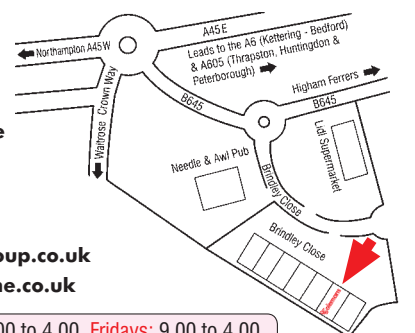 A45E
Northampton A45W
Leads to the A6 (Kettering - Bedford)
& A605 (Thrapston, Huntingdon &
Peterborough)
Higham Ferrers
B645
B645
Waitrose Crown Way
Lidl Supermarket
Needle & Awl Pub
Brindley Close
Brindley Close
e
oup.co.uk
ne.co.uk
00 to 4.00 Fridays: 9.00 to 4.00